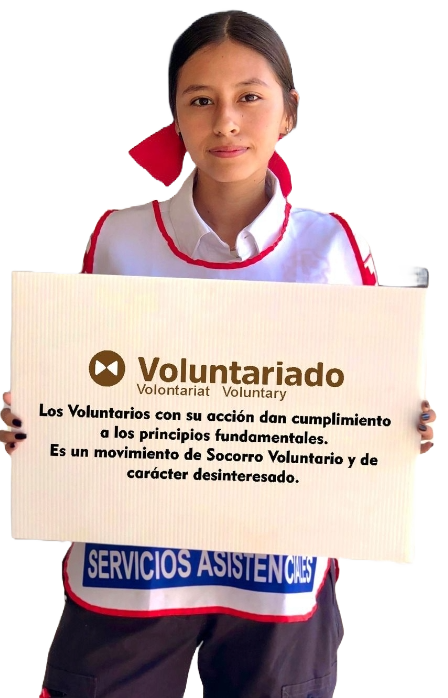 Voluntariado
Volontariat Voluntary
Los Voluntarios con su acción dan cumplimiento
a los principios fundamentales.
Es un movimiento de Socorro Voluntario y de
carácter desinteresado.
SERVICIOS ASISTENCIALES